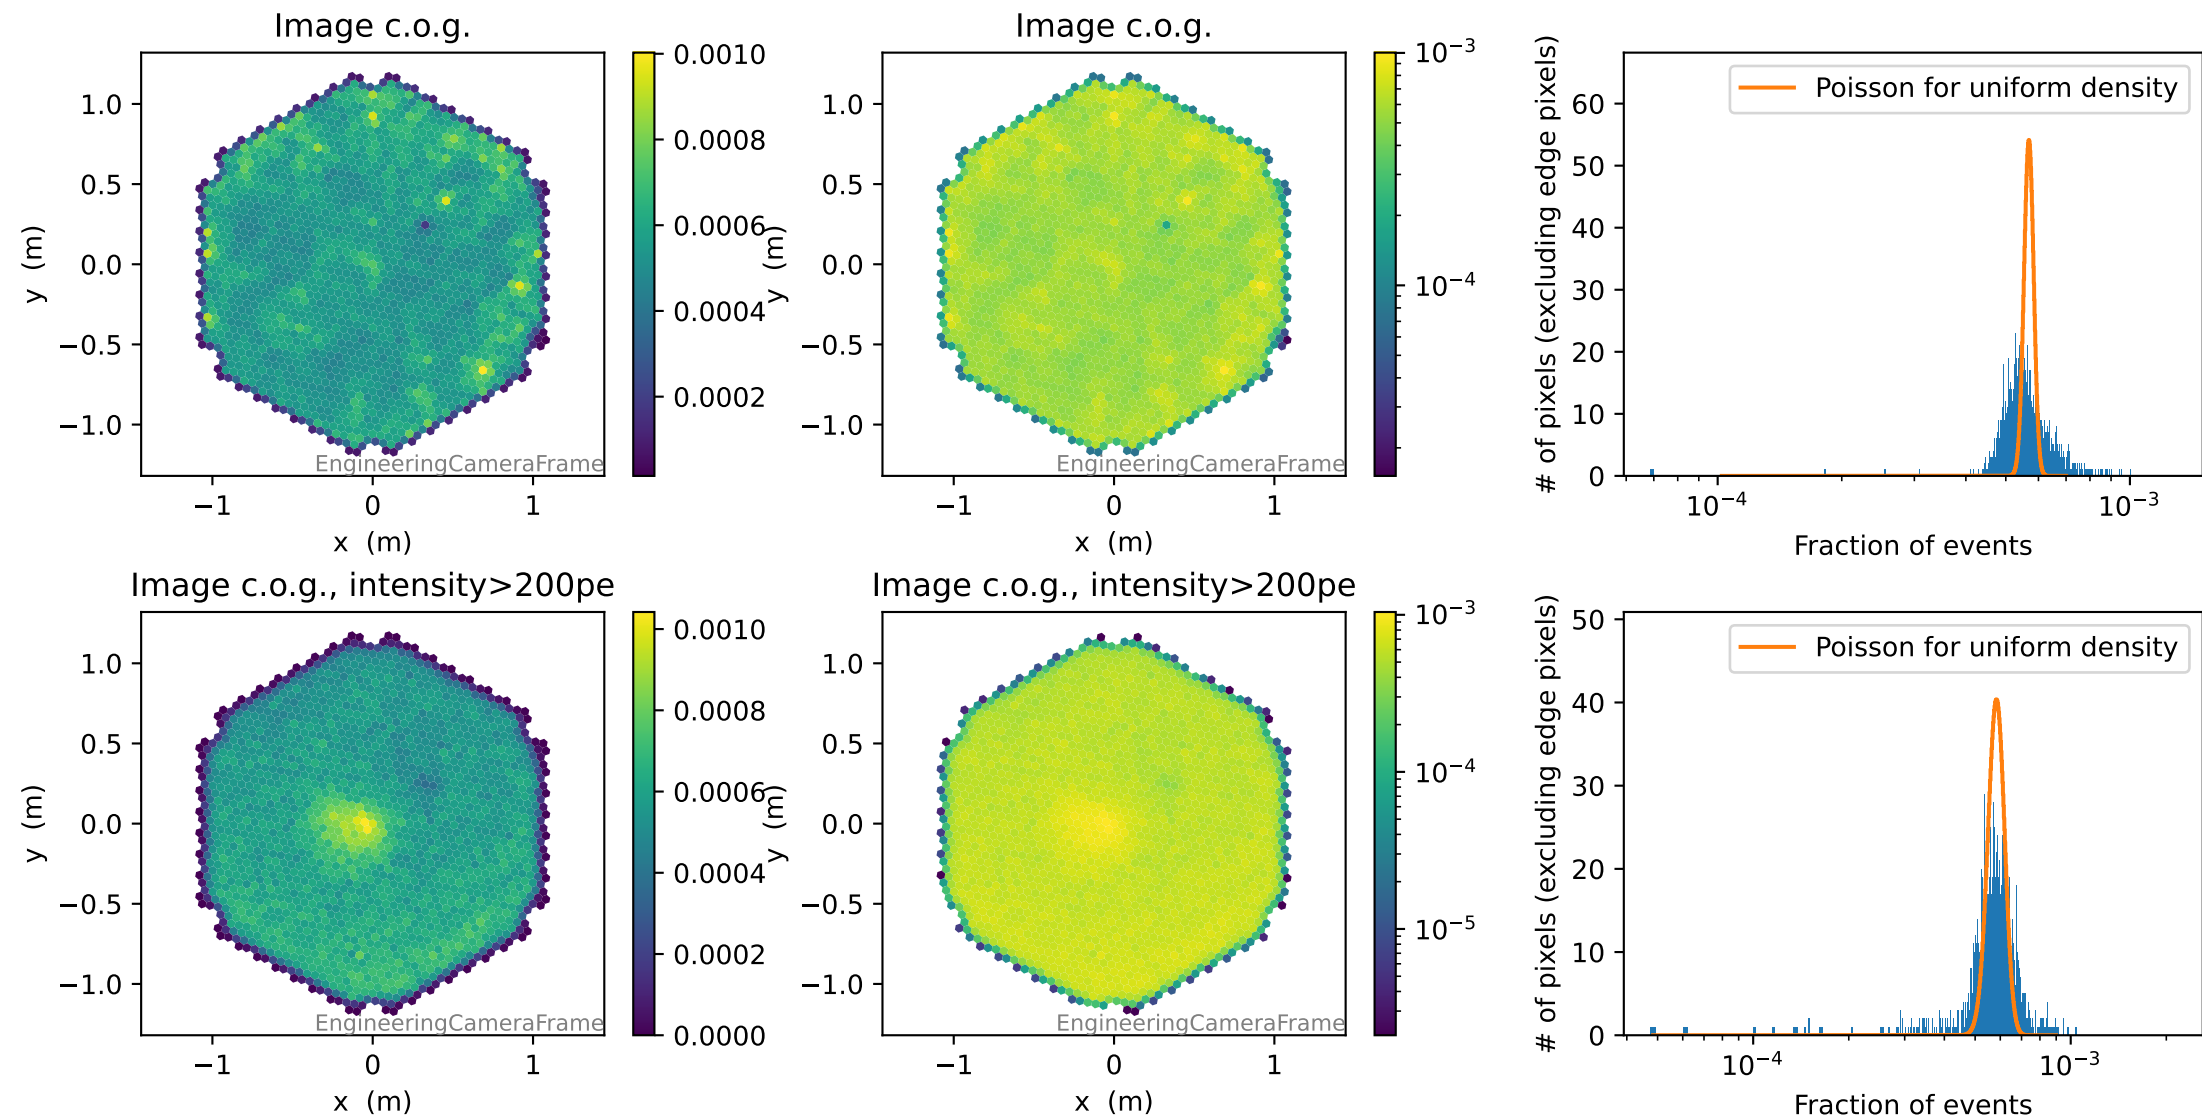 Image c.o.g.
1.0
0.5
0.0
−0.5
−1.0
y (m)
−1
0
1
x (m)
EngineeringCameraFrame
0.0010
0.0008
0.0006
0.0004
0.0002
Image c.o.g.
y (m)
1.0
0.5
0.0
−0.5
−1.0
−1
0
1
x (m)
EngineeringCameraFrame
10⁻³
10⁻⁴
# of pixels (excluding edge pixels)
60
50
40
30
20
10
0
Poisson for uniform density
10⁻⁴
10⁻³
Fraction of events
Image c.o.g., intensity>200pe
1.0
0.5
0.0
−0.5
−1.0
y (m)
−1
0
1
x (m)
EngineeringCameraFrame
0.0010
0.0008
0.0006
0.0004
0.0002
0.0000
Image c.o.g., intensity>200pe
y (m)
1.0
0.5
0.0
−0.5
−1.0
−1
0
1
x (m)
EngineeringCameraFrame
10⁻³
10⁻⁴
10⁻⁵
# of pixels (excluding edge pixels)
50
40
30
20
10
0
Poisson for uniform density
10⁻⁴
10⁻³
Fraction of events